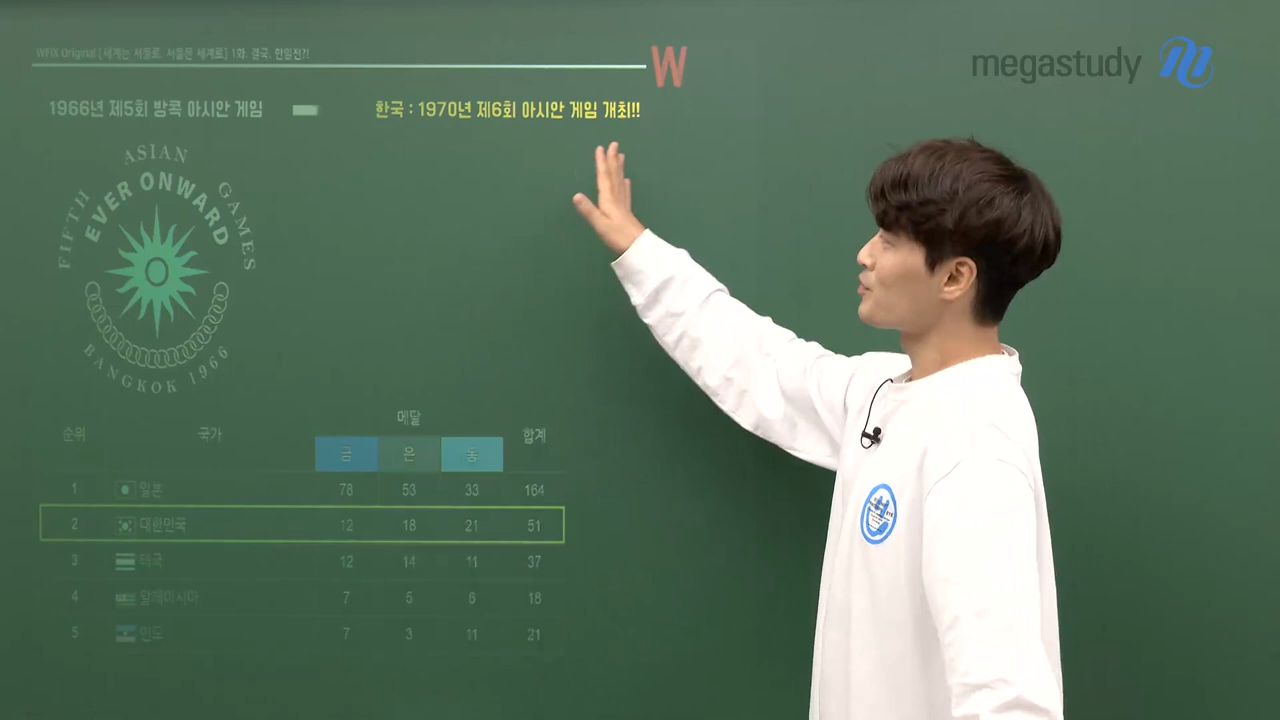 WFIX Original [세계는 서울로, 서울은 세계로] 1화. 결국, 한일전?!
W
megastudy
1966년 제5회 방콕 아시안 게임
한국 : 1970년 제6회 아시안 게임 개최!!
FIFTH ASIAN GAMES
EVER ONWARD
BANGKOK 1966
순위 국가 메달 합계
금 은 동
1 일본 78 53 33 164
2 대한민국 12 18 21 51
3 태국 12 14 11 37
4 말레이시아 7 5 6 18
5 인도 7 3 11 21